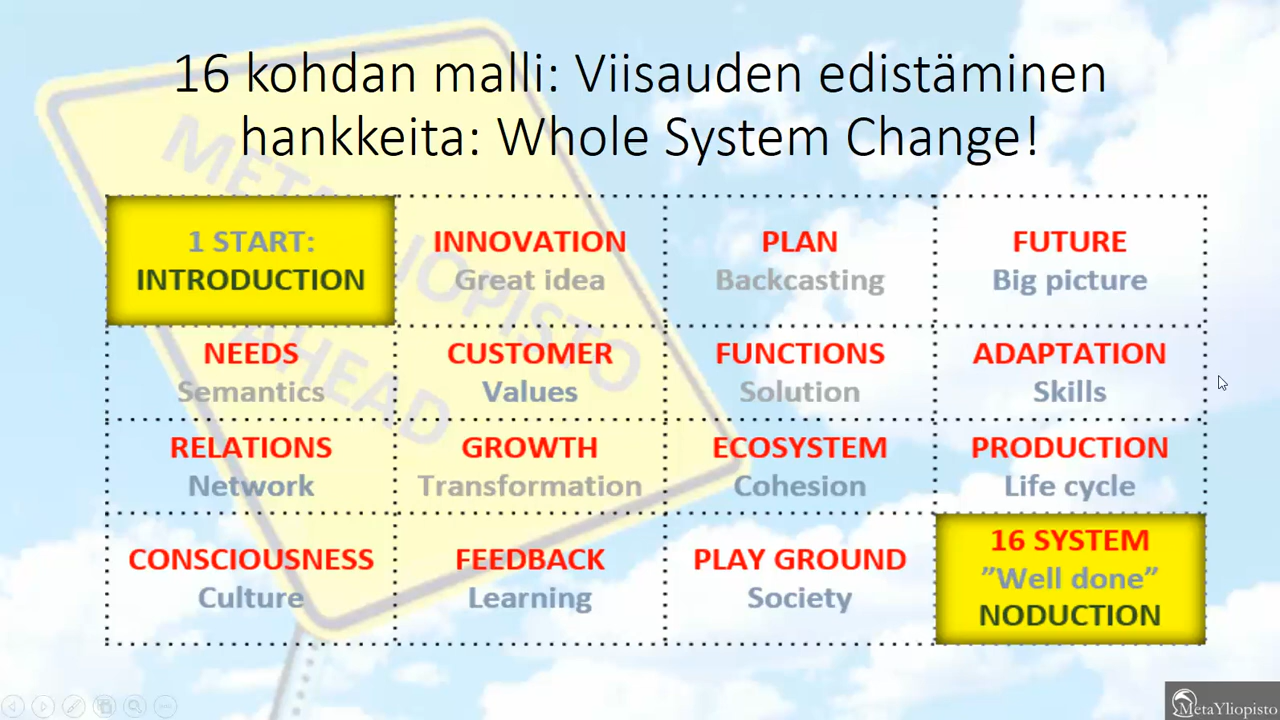 16 kohdan malli: Viisauden edistäminen
hankkeita: Whole System Change!
1 START:
INTRODUCTION
INNOVATION
Great idea
PLAN
Backcasting
FUTURE
Big picture
NEEDS
Semantics
CUSTOMER
Values
FUNCTIONS
Solution
ADAPTATION
Skills
RELATIONS
Network
GROWTH
Transformation
ECOSYSTEM
Cohesion
PRODUCTION
Life cycle
CONSCIOUSNESS
Culture
FEEDBACK
Learning
PLAY GROUND
Society
16 SYSTEM
”Well done”
NODUCTION
AHEAD
MetaYliopisto